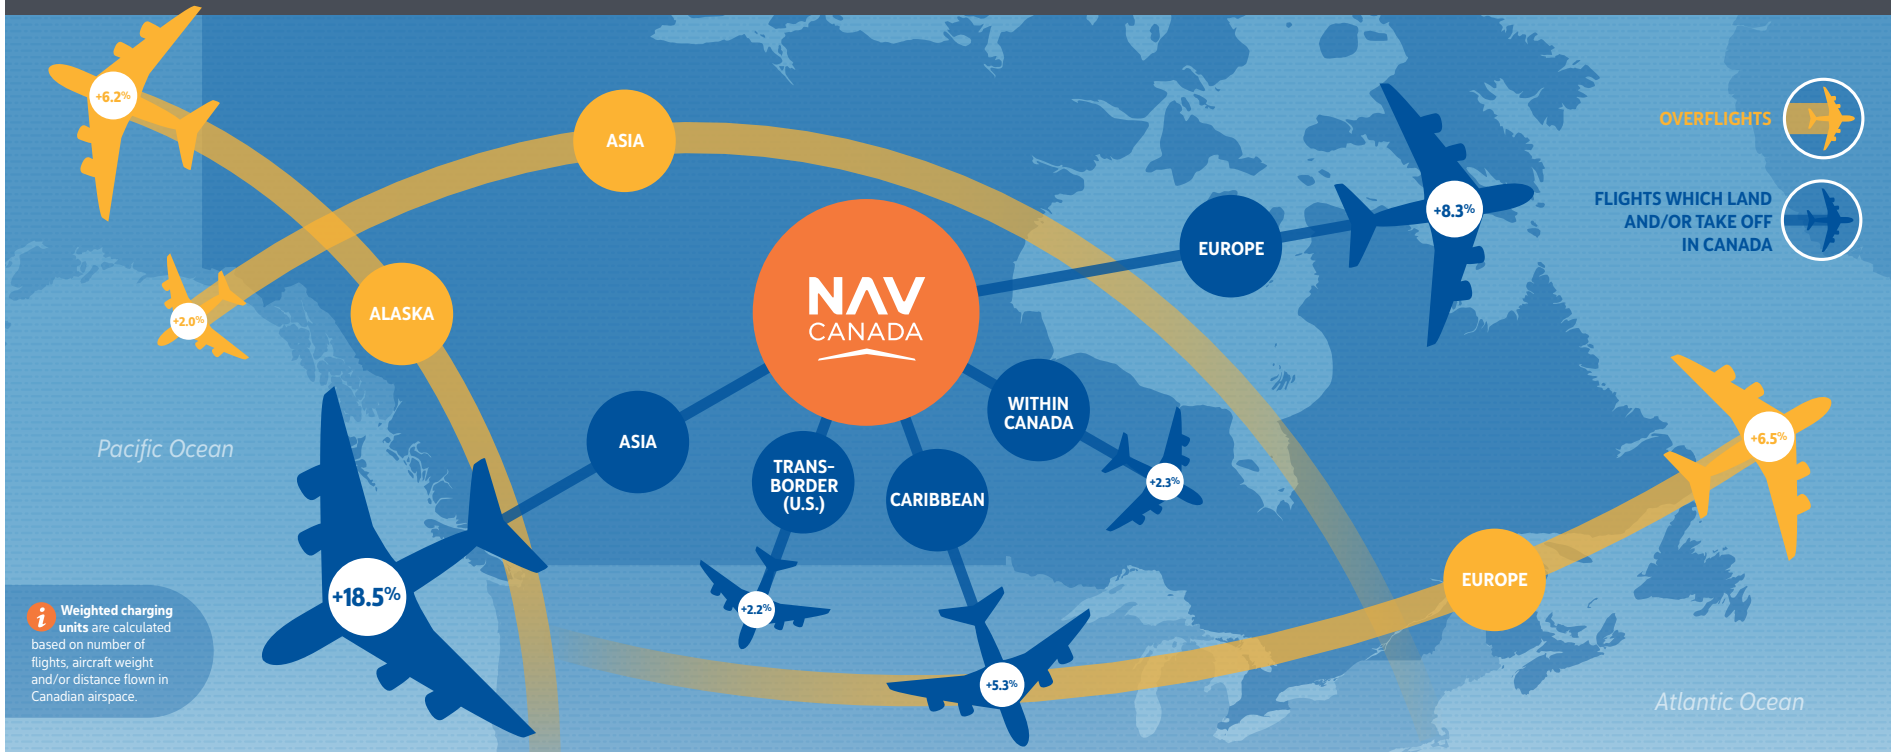 +6.2%
ASIA
OVERFLIGHTS
FLIGHTS WHICH LAND
AND/OR TAKE OFF
IN CANADA
+8.3%
EUROPE
NAV
CANADA
ALASKA
+2.0%
WITHIN
CANADA
ASIA
TRANS-
BORDER
(U.S.)
CARIBBEAN
+2.3%
+6.5%
Pacific Ocean
EUROPE
+18.5%
+2.2%
+5.3%
i Weighted charging
units are calculated
based on number of
flights, aircraft weight
and/or distance flown in
Canadian airspace.
Atlantic Ocean